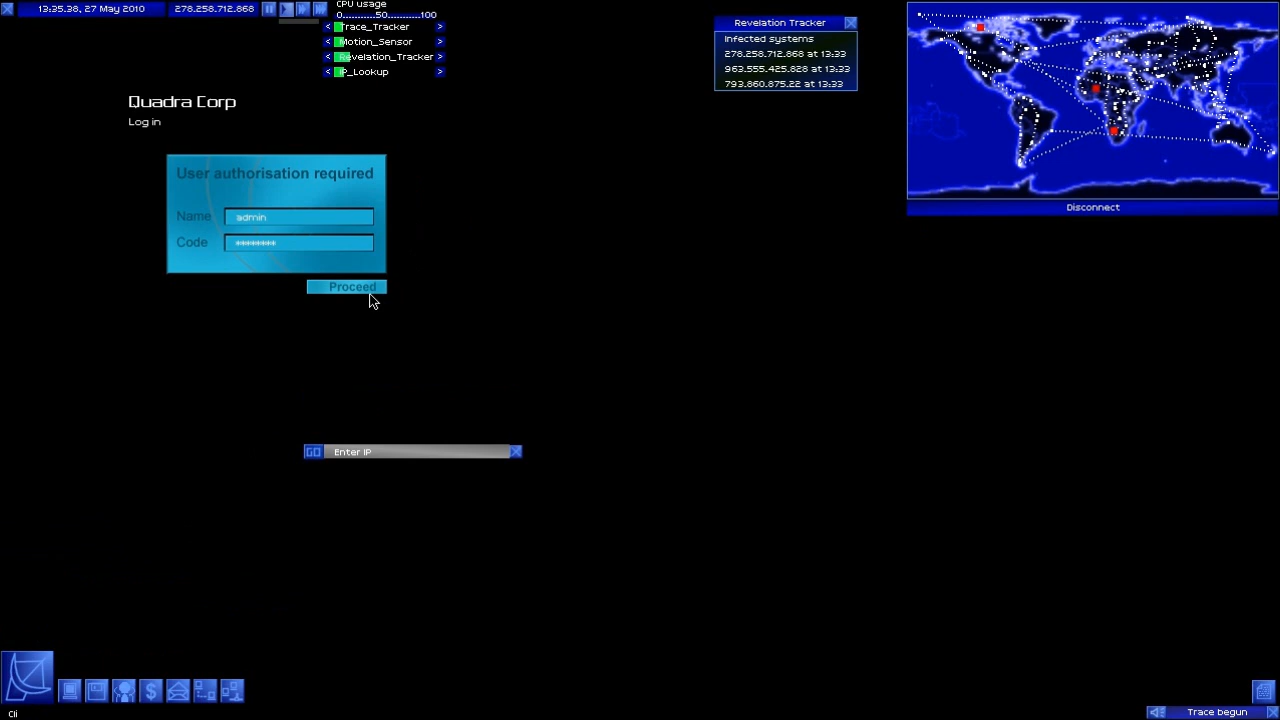 13:35.38, 27 May 2010
278.258.712.868
CPU usage
0............50............100
Trace_Tracker
Motion_Sensor
Revelation_Tracker
IP_Lookup
Revelation Tracker
Infected systems
278.258.712.868 at 13:33
963.555.425.828 at 13:33
793.860.875.22 at 13:33
Disconnect
Quadra Corp
Log in
User authorisation required
Name admin
Code ********
Proceed
GO Enter IP
$
Cli
Trace begun